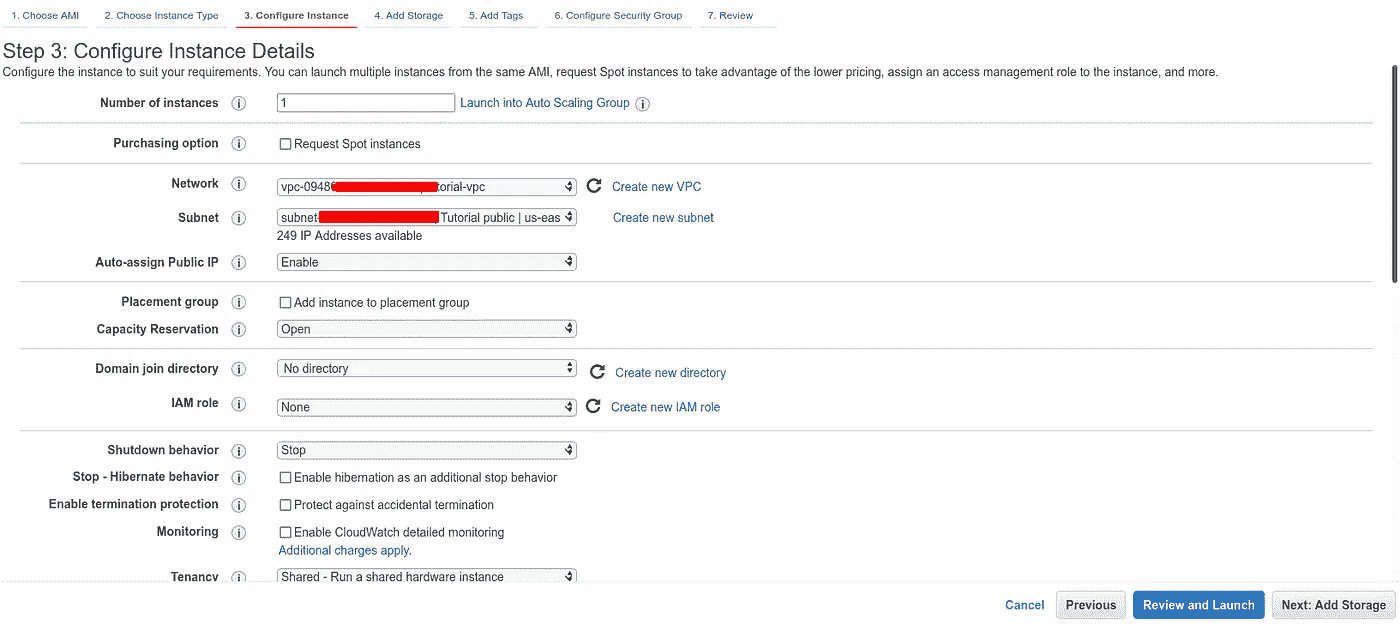 1. Choose AMI 2. Choose Instance Type 3. Configure Instance 4. Add Storage 5. Add Tags 6. Configure Security Group 7. Review
Step 3: Configure Instance Details
Configure the instance to suit your requirements. You can launch multiple instances from the same AMI, request Spot instances to take advantage of the lower pricing, assign an access management role to the instance, and more.
Number of instances 1 Launch into Auto Scaling Group
Purchasing option Request Spot instances
Network vpc-0948 torial-vpc Create new VPC
Subnet subnet- Tutorial public | us-eas Create new subnet
249 IP Addresses available
Auto-assign Public IP Enable
Placement group Add instance to placement group
Capacity Reservation Open
Domain join directory No directory Create new directory
IAM role None Create new IAM role
Shutdown behavior Stop
Stop - Hibernate behavior Enable hibernation as an additional stop behavior
Enable termination protection Protect against accidental termination
Monitoring Enable CloudWatch detailed monitoring
Additional charges apply.
Tenancy Shared - Run a shared hardware instance
Cancel Previous Review and Launch Next: Add Storage